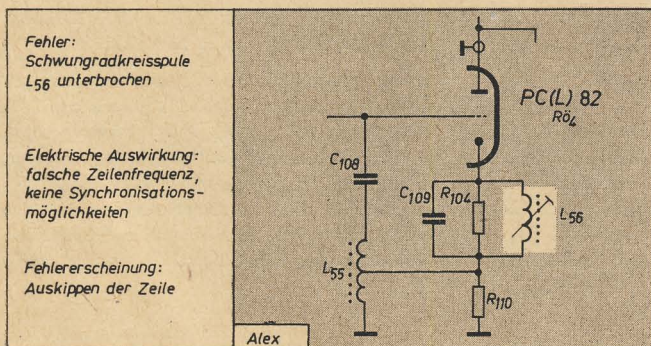 Fehler:
Schwungradkreisspule
L56 unterbrochen
Elektrische Auswirkung:
falsche Zeilenfrequenz,
keine Synchronisations-
möglichkeiten
Fehlererscheinung:
Auskippen der Zeile
PC(L) 82
Rö4
C108
C109
R104
L56
L55
R110
Alex